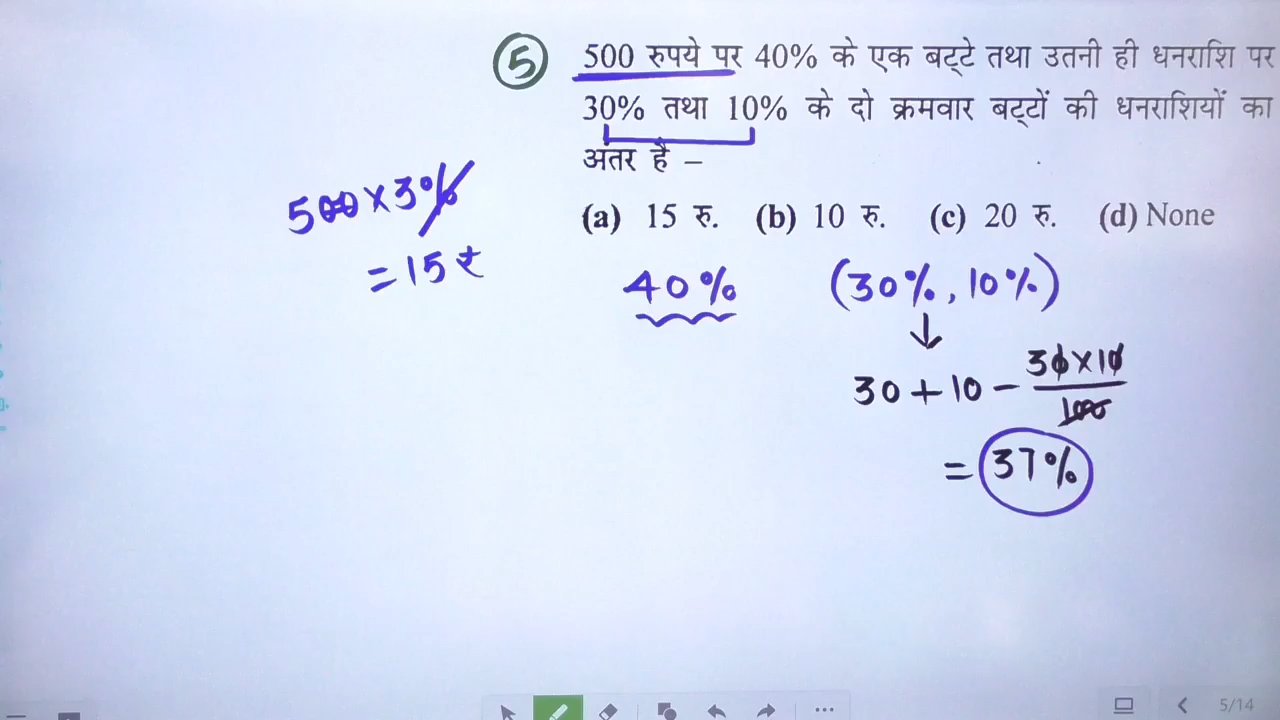 ⑤ 500 रुपये पर 40% के एक बट्टे तथा उतनी ही धनराशि पर
30% तथा 10% के दो क्रमवार बट्टों की धनराशियों का
अंतर है –
(a) 15 रु. (b) 10 रु. (c) 20 रु. (d) None
500 × 3%
= 15 ₹
40% (30%, 10%)
↓
30 + 10 - 30×10/100
= 37%
5/14